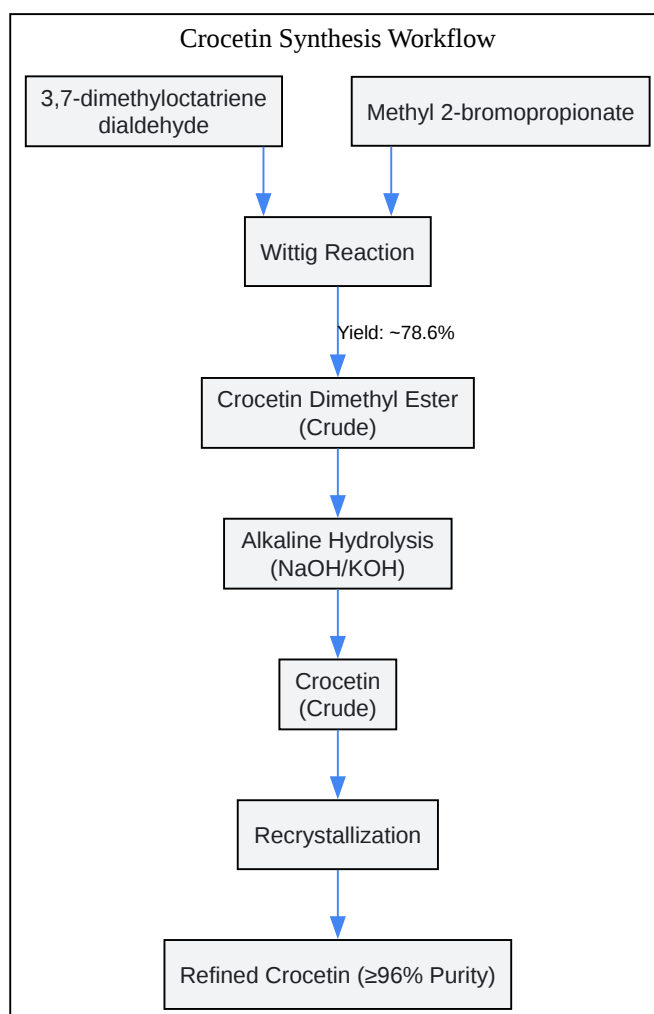 Crocetin Synthesis Workflow
3,7-dimethyloctatriene
dialdehyde
Methyl 2-bromopropionate
Wittig Reaction
Yield: ~78.6%
Crocetin Dimethyl Ester
(Crude)
Alkaline Hydrolysis
(NaOH/KOH)
Crocetin
(Crude)
Recrystallization
Refined Crocetin (≥96% Purity)